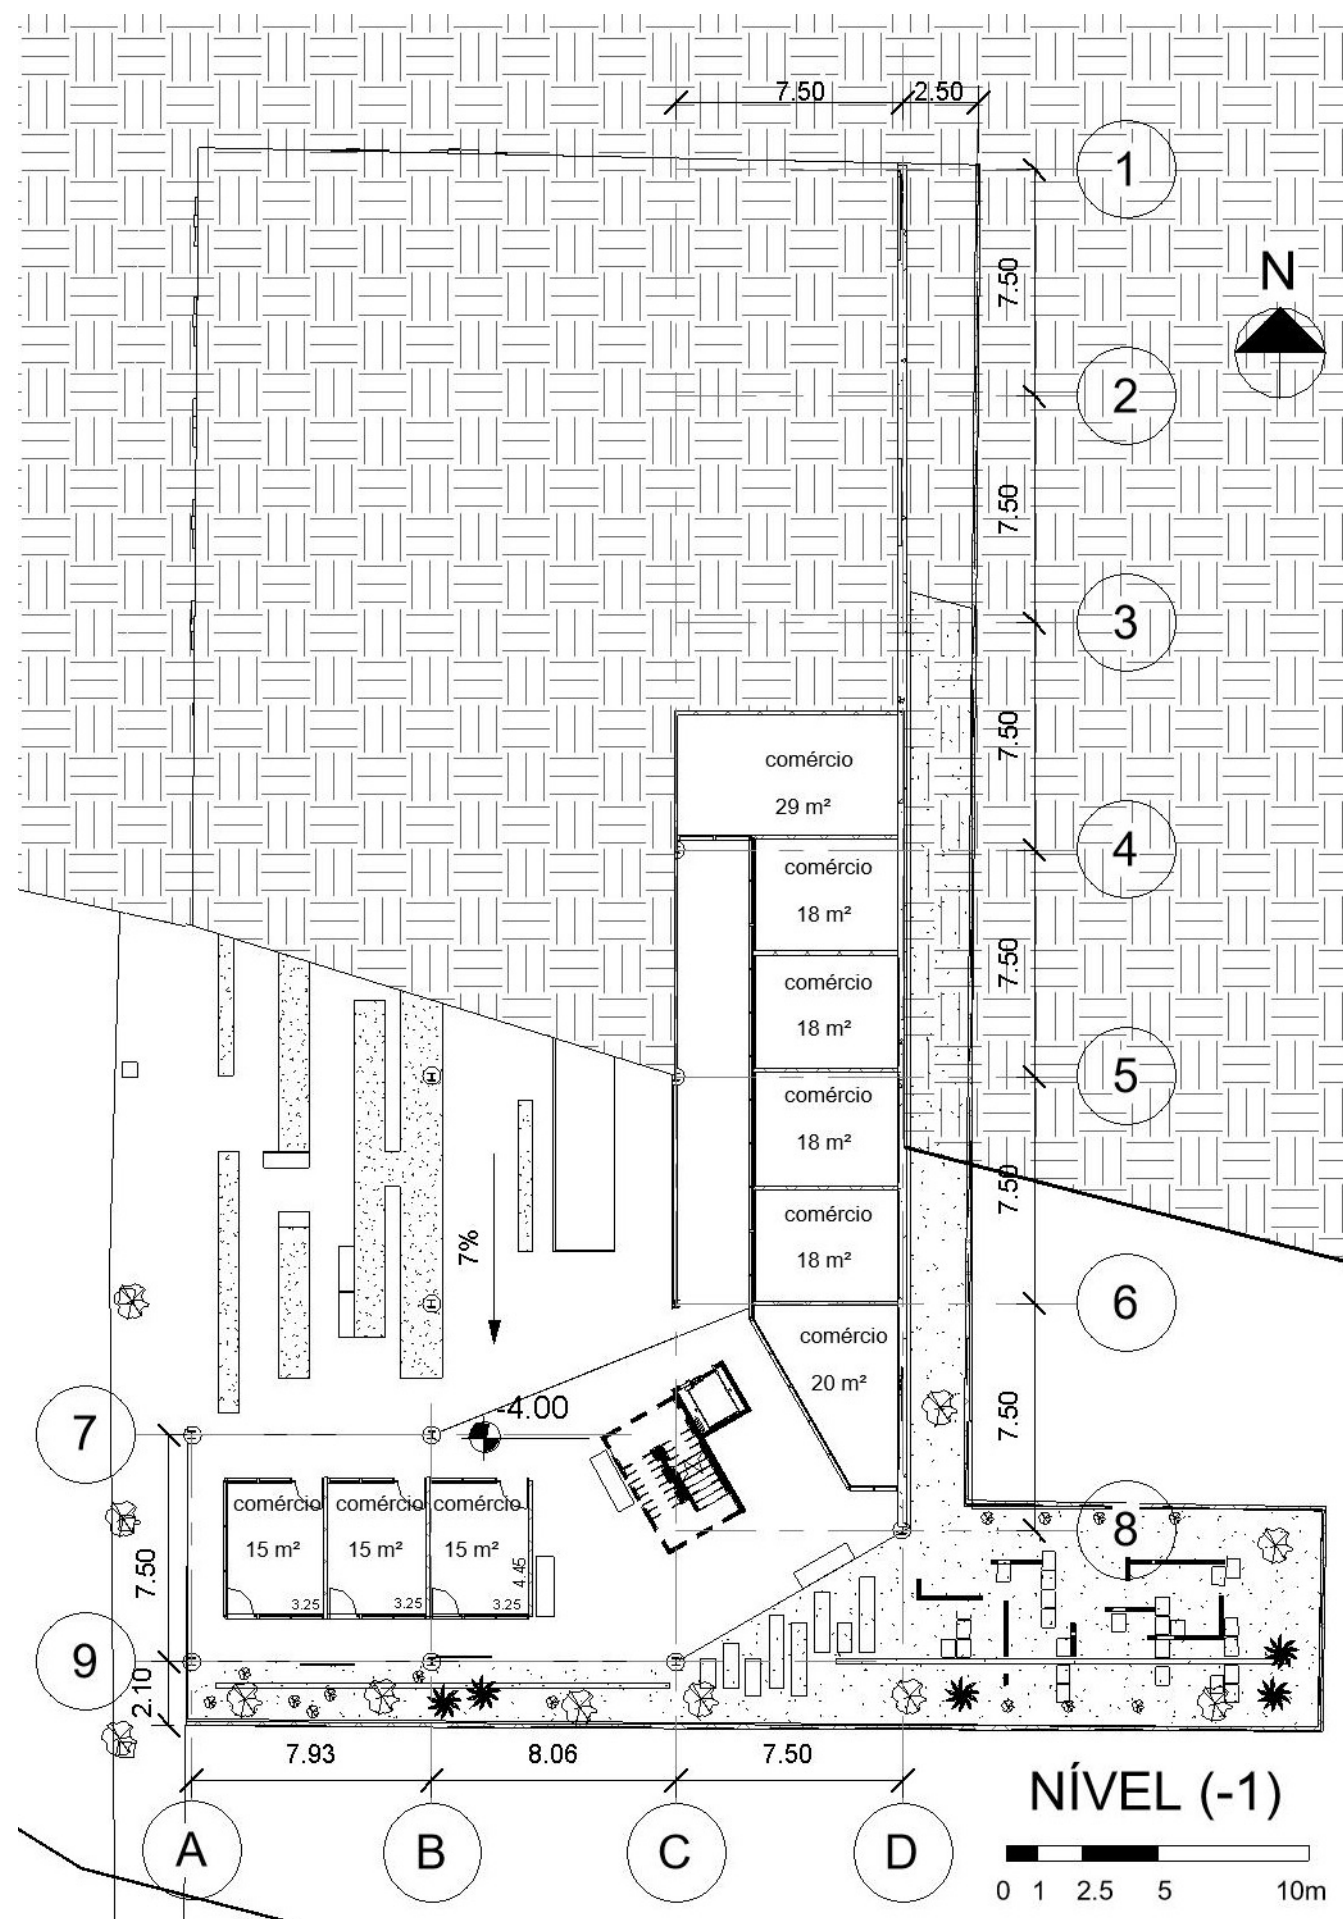 7.50 2.50
1
7.50
N
2
7.50
3
7.50
comércio
29 m²
4
comércio
18 m²
7.50
comércio
18 m²
5
comércio
18 m²
7.50
comércio
18 m²
7%
6
comércio
20 m²
-4.00
7.50
7
comércio comércio comércio
15 m² 15 m² 15 m²
4.45
3.25 3.25 3.25
8
7.50
9
2.10
7.93 8.06 7.50
A B C D
NÍVEL (-1)
0 1 2.5 5 10m